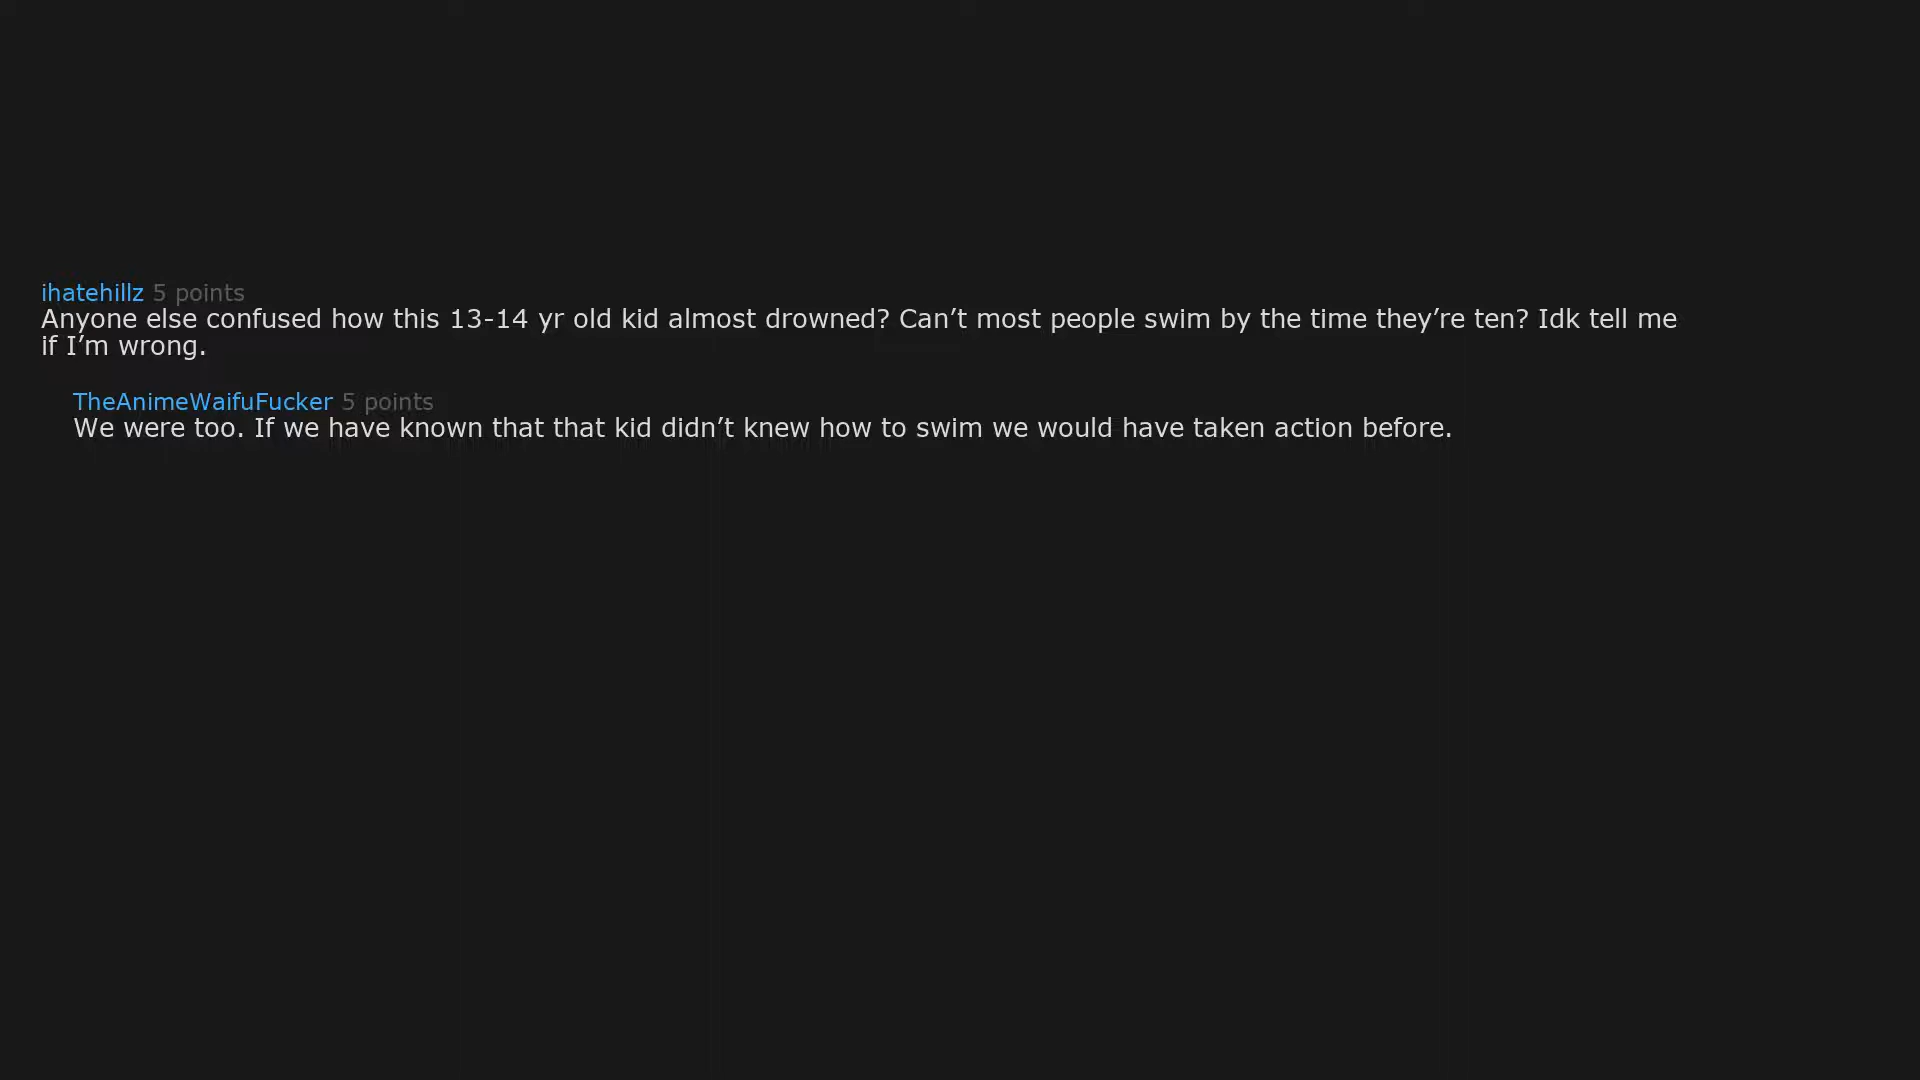 ihatehillz 5 points
Anyone else confused how this 13-14 yr old kid almost drowned? Can’t most people swim by the time they’re ten? Idk tell me
if I’m wrong.
TheAnimeWaifuFucker 5 points
We were too. If we have known that that kid didn’t knew how to swim we would have taken action before.